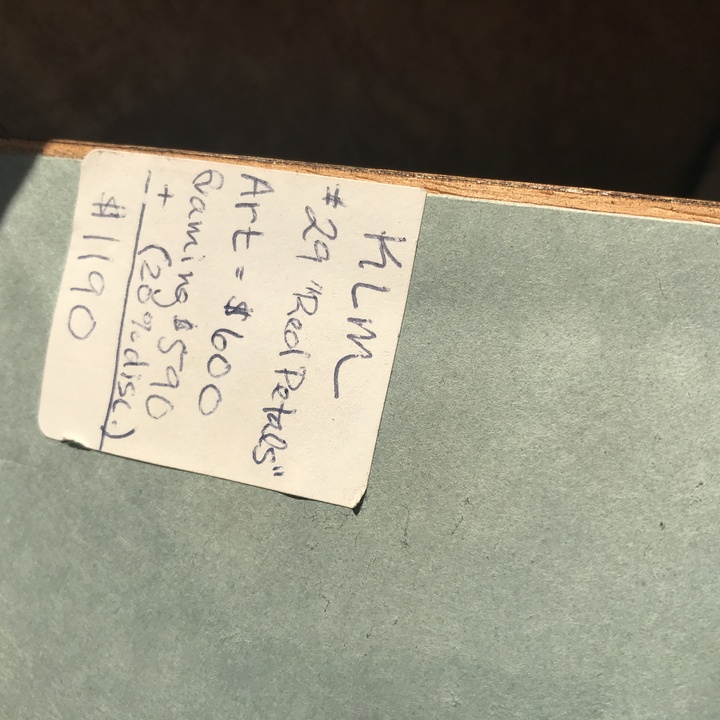 KLM
#29 "Red Petals"
Art = $600
Framing $590
+ (28% disc.)
$1190